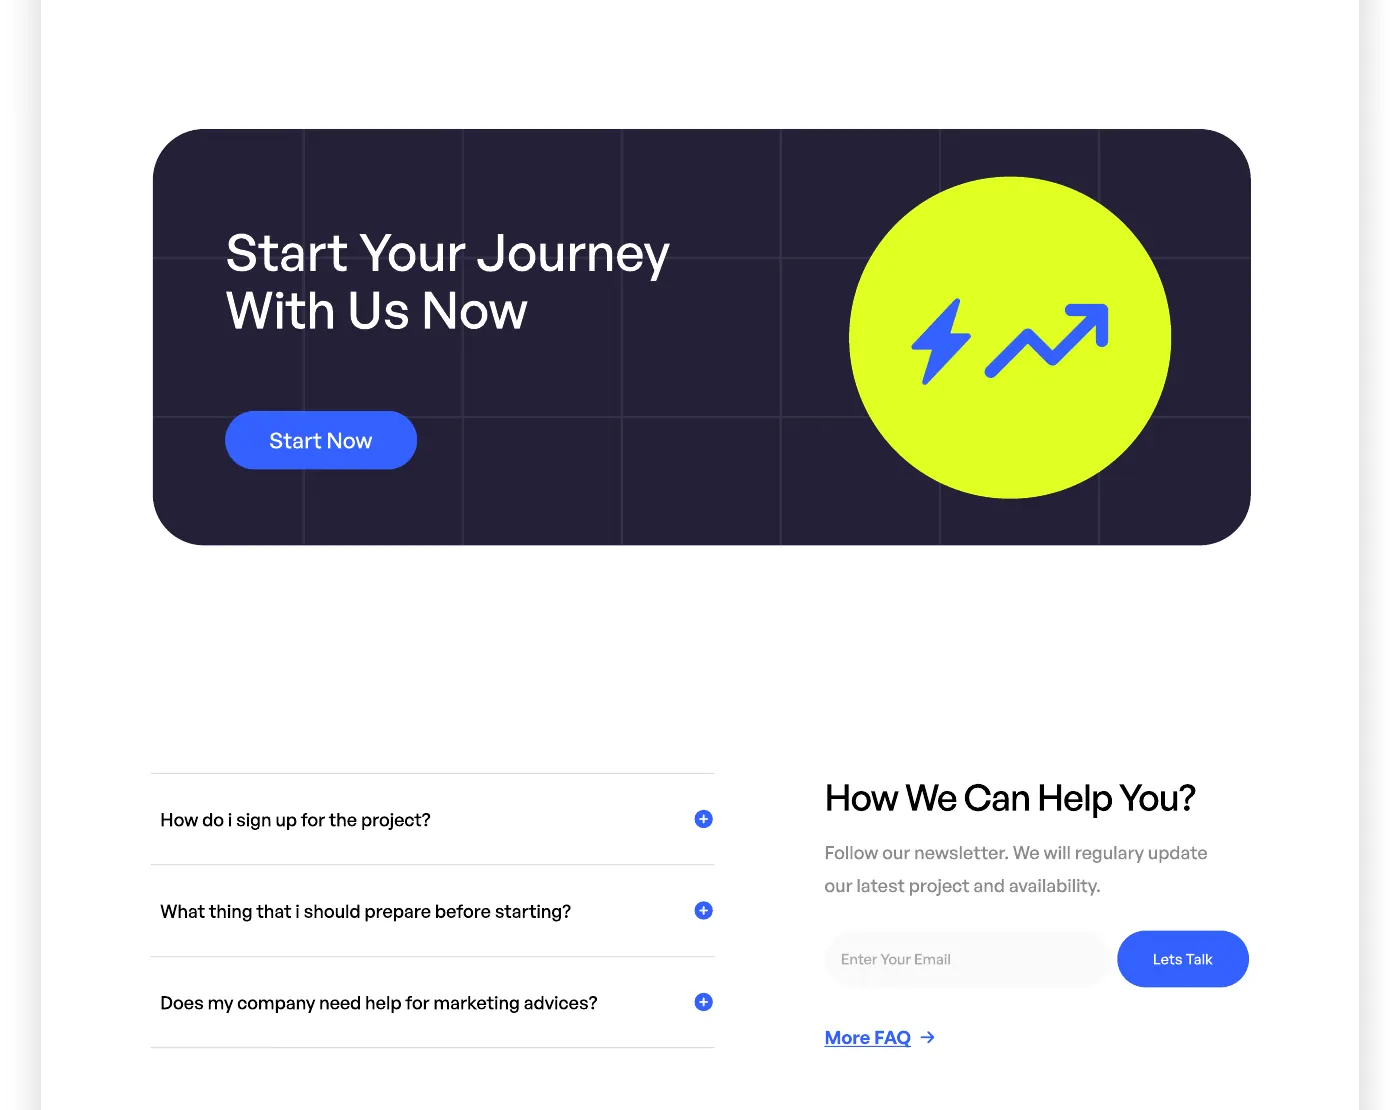 Start Your Journey
With Us Now
Start Now
How do i sign up for the project?
What thing that i should prepare before starting?
Does my company need help for marketing advices?
How We Can Help You?
Follow our newsletter. We will regulary update
our latest project and availability.
Enter Your Email
Lets Talk
More FAQ →